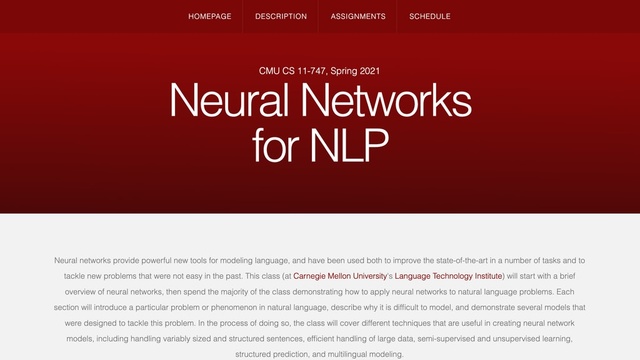 HOMEPAGE DESCRIPTION ASSIGNMENTS SCHEDULE
CMU CS 11-747, Spring 2021
Neural Networks
for NLP
Neural networks provide powerful new tools for modeling language, and have been used both to improve the state-of-the-art in a number of tasks and to
tackle new problems that were not easy in the past. This class (at Carnegie Mellon University's Language Technology Institute) will start with a brief
overview of neural networks, then spend the majority of the class demonstrating how to apply neural networks to natural language problems. Each
section will introduce a particular problem or phenomenon in natural language, describe why it is difficult to model, and demonstrate several models that
were designed to tackle this problem. In the process of doing so, the class will cover different techniques that are useful in creating neural network
models, including handling variably sized and structured sentences, efficient handling of large data, semi-supervised and unsupervised learning,
structured prediction, and multilingual modeling.